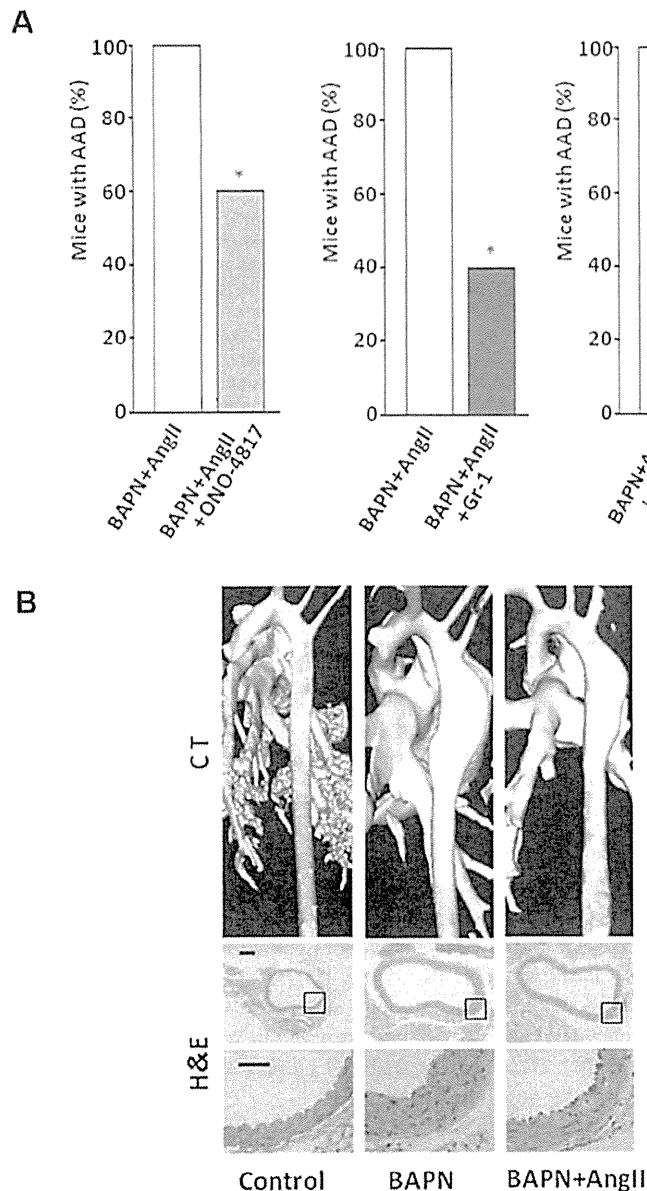 A
Mice with AAD (%)
100
80
60
40
20
0
*
BAPN+AngII
BAPN+AngII
+ONO-4817
Mice with AAD (%)
100
80
60
40
20
0
*
BAPN+AngII
BAPN+AngII
+Gr-1
Mice with AAD (%)
100
80
60
40
20
0
B
CT
H&E
Control
BAPN
BAPN+AngII